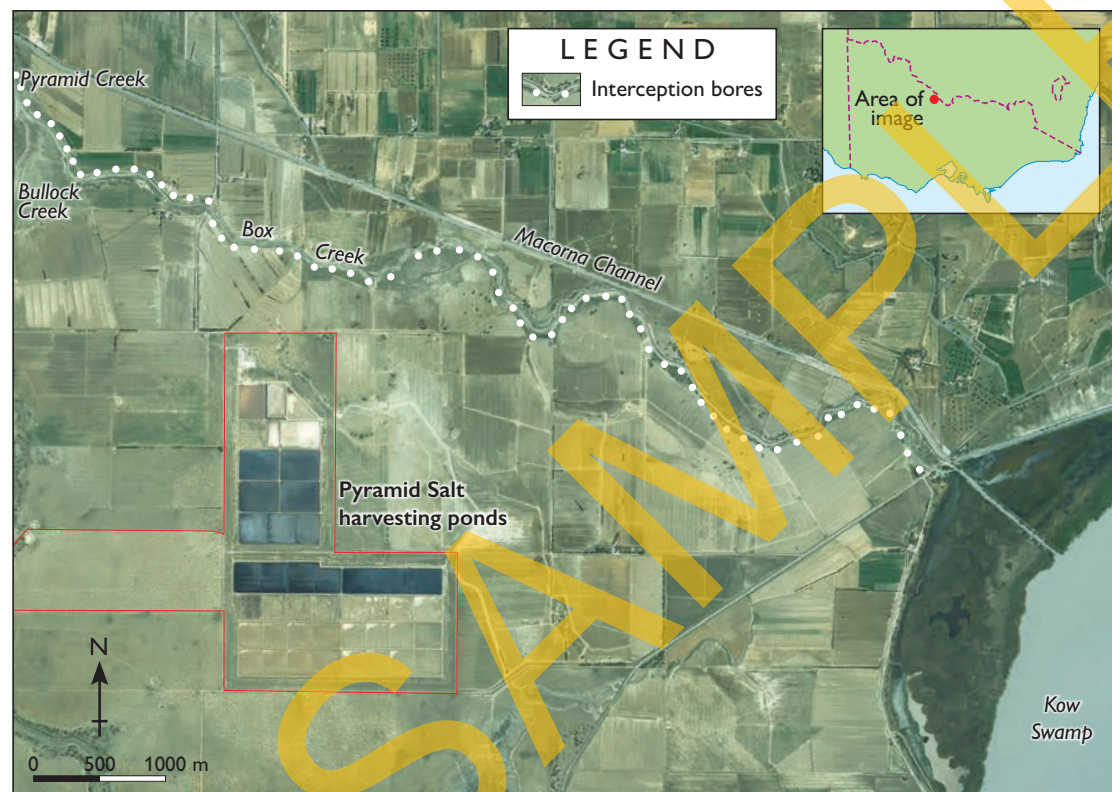 LEGEND
Interception bores
Area of
image
Pyramid Creek
Bullock
Creek
Box
Creek
Macorna Channel
Pyramid Salt
harvesting ponds
N
0 500 1000 m
Kow
Swamp
SAMPLE